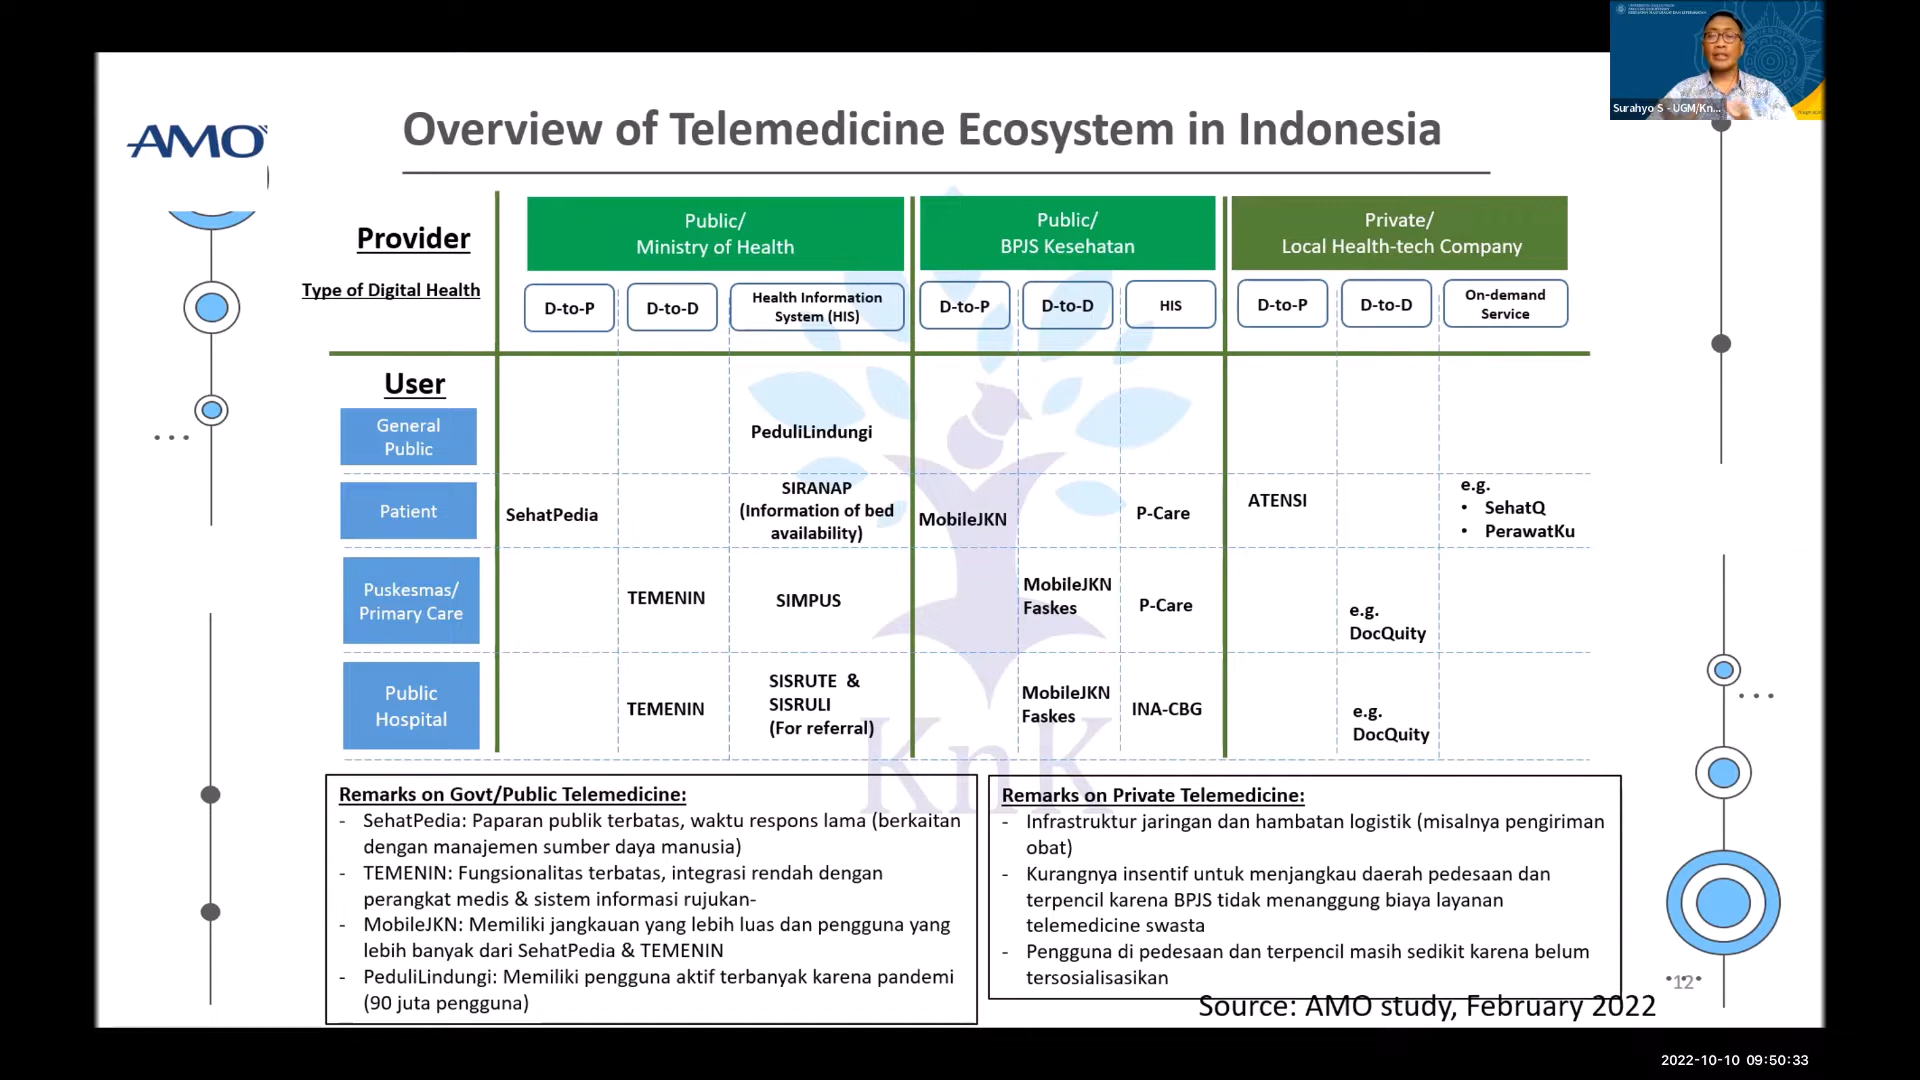 AMO
Overview of Telemedicine Ecosystem in Indonesia
Surahyo S - UGM/Kn...
Provider
Type of Digital Health
Public/
Ministry of Health
Public/
BPJS Kesehatan
Private/
Local Health-tech Company
D-to-P
D-to-D
Health Information
System (HIS)
D-to-P
D-to-D
HIS
D-to-P
D-to-D
On-demand
Service
User
General
Public
PeduliLindungi
Patient
SehatPedia
SIRANAP
(Information of bed
availability)
MobileJKN
P-Care
ATENSI
e.g.
• SehatQ
• PerawatKu
Puskesmas/
Primary Care
TEMENIN
SIMPUS
MobileJKN
Faskes
P-Care
e.g.
DocQuity
Public
Hospital
TEMENIN
SISRUTE &
SISRULI
(For referral)
MobileJKN
Faskes
INA-CBG
e.g.
DocQuity
KnK
Remarks on Govt/Public Telemedicine:
- SehatPedia: Paparan publik terbatas, waktu respons lama (berkaitan
dengan manajemen sumber daya manusia)
- TEMENIN: Fungsionalitas terbatas, integrasi rendah dengan
perangkat medis & sistem informasi rujukan-
- MobileJKN: Memiliki jangkauan yang lebih luas dan pengguna yang
lebih banyak dari SehatPedia & TEMENIN
- PeduliLindungi: Memiliki pengguna aktif terbanyak karena pandemi
(90 juta pengguna)
Remarks on Private Telemedicine:
- Infrastruktur jaringan dan hambatan logistik (misalnya pengiriman
obat)
- Kurangnya insentif untuk menjangkau daerah pedesaan dan
terpencil karena BPJS tidak menanggung biaya layanan
telemedicine swasta
- Pengguna di pedesaan dan terpencil masih sedikit karena belum
tersosialisasikan
12
Source: AMO study, February 2022
2022-10-10 09:50:33